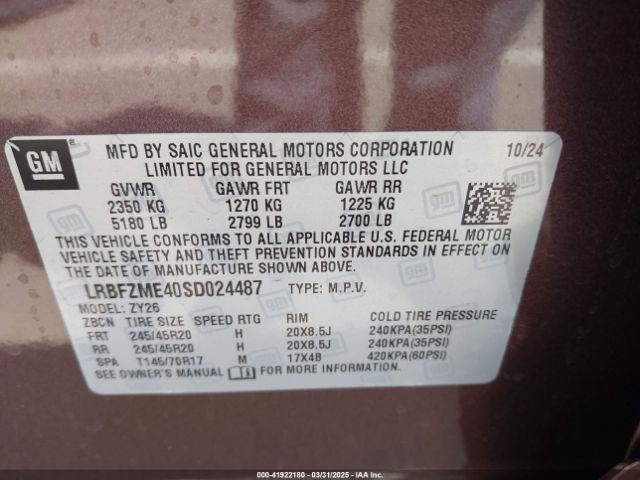 GM
MFD BY SAIC GENERAL MOTORS CORPORATION 10/24
LIMITED FOR GENERAL MOTORS LLC
GVWR GAWR FRT GAWR RR
2350 KG 1270 KG 1225 KG
5180 LB 2799 LB 2700 LB
THIS VEHICLE CONFORMS TO ALL APPLICABLE U.S. FEDERAL MOTOR
VEHICLE SAFETY AND THEFT PREVENTION STANDARDS IN EFFECT ON
THE DATE OF MANUFACTURE SHOWN ABOVE.
LRBFZME40SD024487 TYPE: M.P.V.
MODEL: ZY26
ZBCN TIRE SIZE SPEED RTG RIM COLD TIRE PRESSURE
FRT 245/45R20 H 20X8.5J 240KPA(35PSI)
RR 245/45R20 H 20X8.5J 240KPA(35PSI)
SPA T145/70R17 M 17X4B 420KPA(60PSI)
SEE OWNER'S MANUAL FOR MORE INFORMATION.
000-41922180 - 03/31/2025 - IAAI.COM